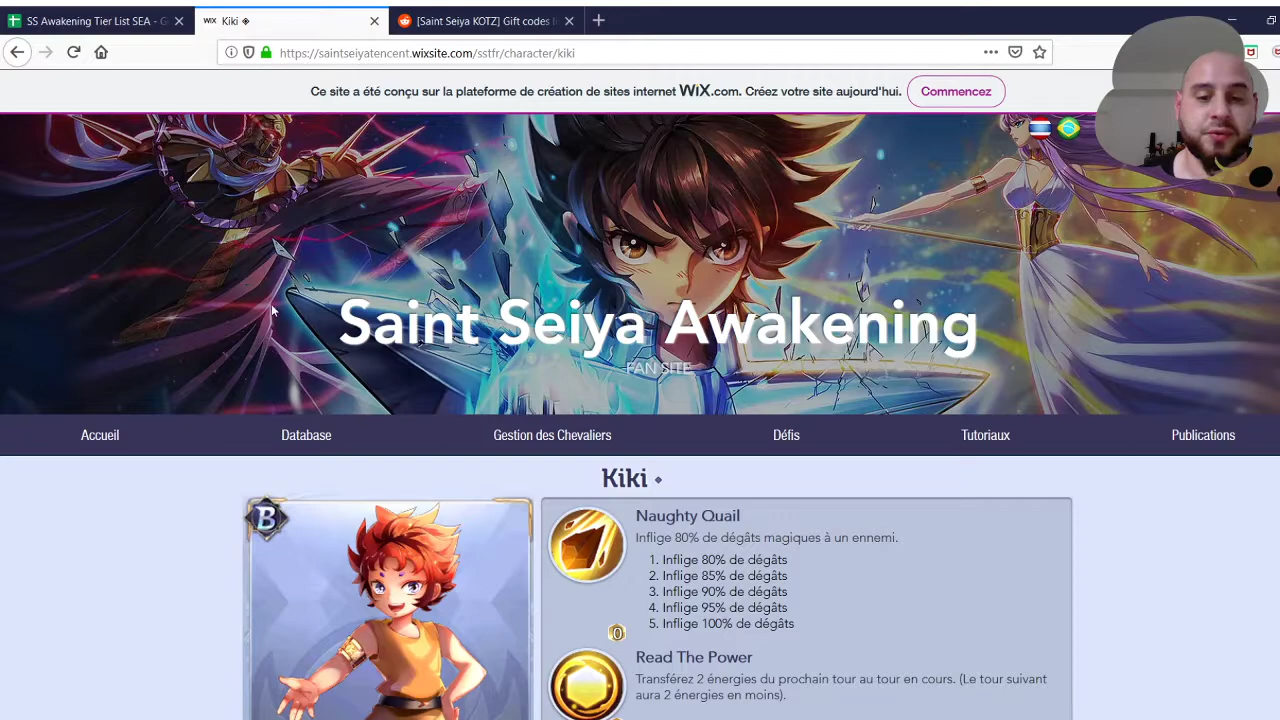 SS Awakening Tier List SEA - G
WiX Kiki ◈
[Saint Seiya KOTZ] Gift codes
https://saintseiyatencent.wixsite.com/sstfr/character/kiki
Ce site a été conçu sur la plateforme de création de sites internet WiX.com. Créez votre site aujourd'hui.
Commencez
Saint Seiya Awakening
FAN SITE
Accueil
Database
Gestion des Chevaliers
Défis
Tutoriaux
Publications
Kiki
B
Naughty Quail
Inflige 80% de dégâts magiques à un ennemi.
1. Inflige 80% de dégâts
2. Inflige 85% de dégâts
3. Inflige 90% de dégâts
4. Inflige 95% de dégâts
5. Inflige 100% de dégâts
0
Read The Power
Transférez 2 énergies du prochain tour au tour en cours. (Le tour suivant
aura 2 énergies en moins).